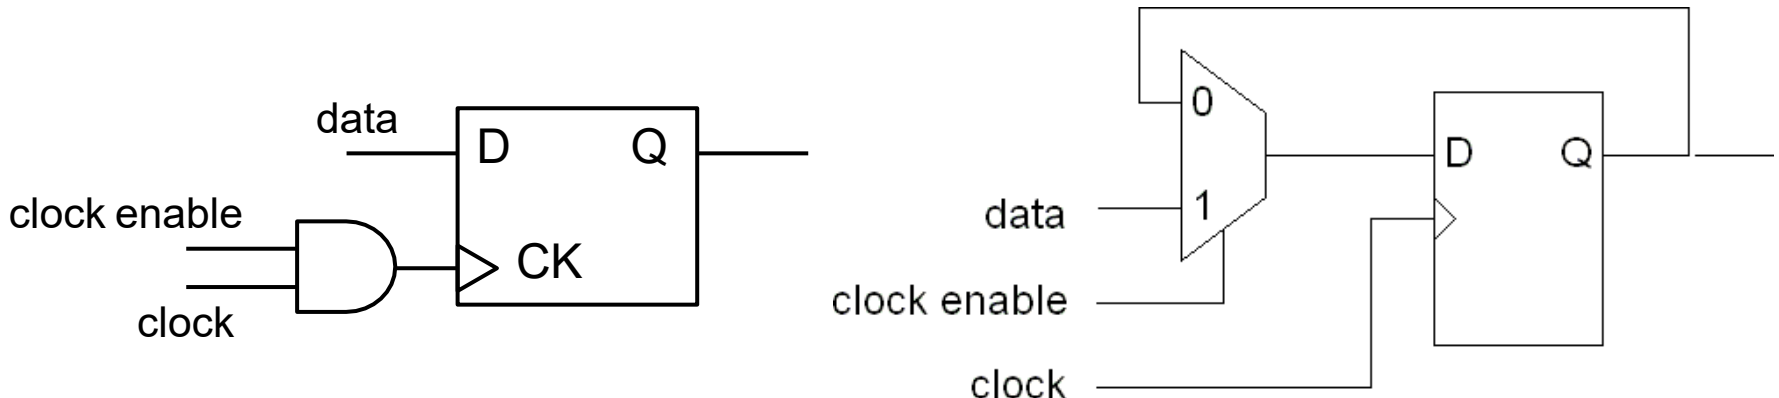 data
D Q
clock enable
CK
clock
0
D Q
1
data
clock enable
clock